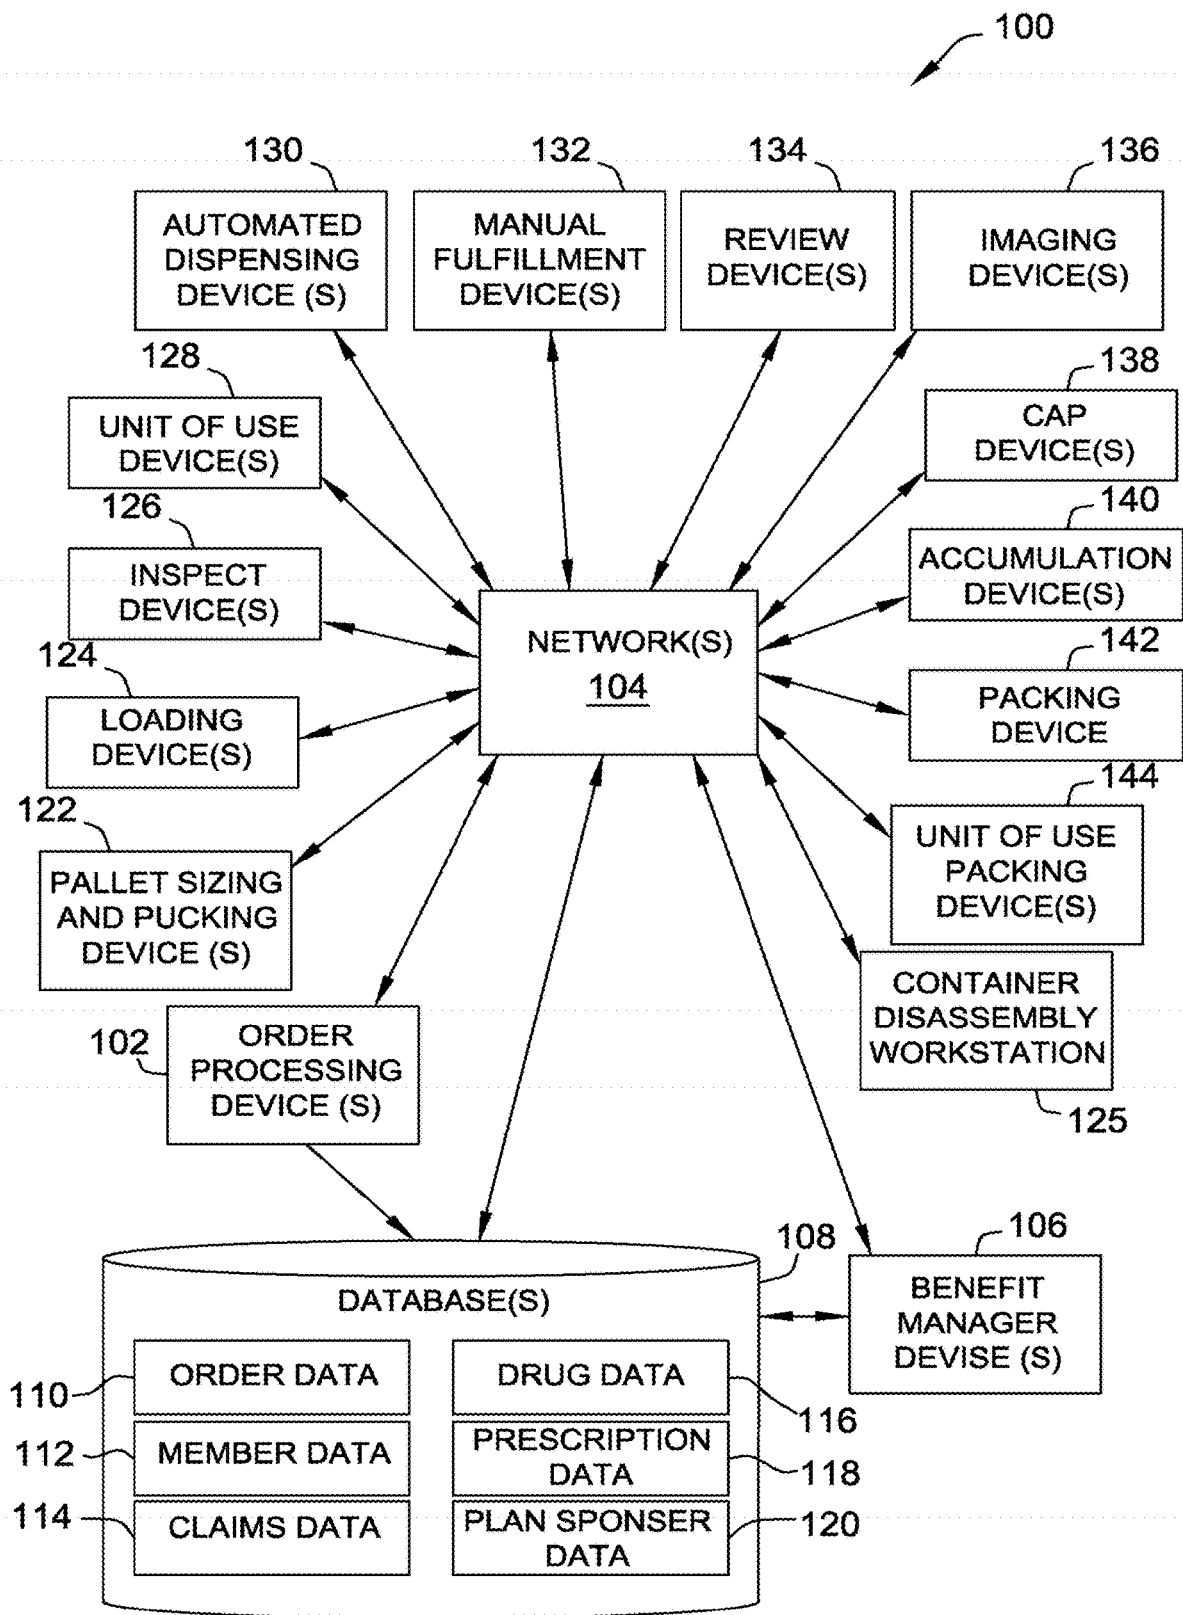 100
130
132
134
136
AUTOMATED
DISPENSING
DEVICE (S)
MANUAL
FULFILLMENT
DEVICE(S)
REVIEW
DEVICE(S)
IMAGING
DEVICE(S)
128
UNIT OF USE
DEVICE(S)
138
CAP
DEVICE(S)
126
INSPECT
DEVICE(S)
140
ACCUMULATION
DEVICE(S)
NETWORK(S)
104
124
LOADING
DEVICE(S)
142
PACKING
DEVICE
122
PALLET SIZING
AND PUCKING
DEVICE (S)
144
UNIT OF USE
PACKING
DEVICE(S)
CONTAINER
DISASSEMBLY
WORKSTATION
125
102
ORDER
PROCESSING
DEVICE (S)
108
106
BENEFIT
MANAGER
DEVISE (S)
DATABASE(S)
110
ORDER DATA
DRUG DATA
116
112
MEMBER DATA
PRESCRIPTION
DATA
118
114
CLAIMS DATA
PLAN SPONSER
DATA
120